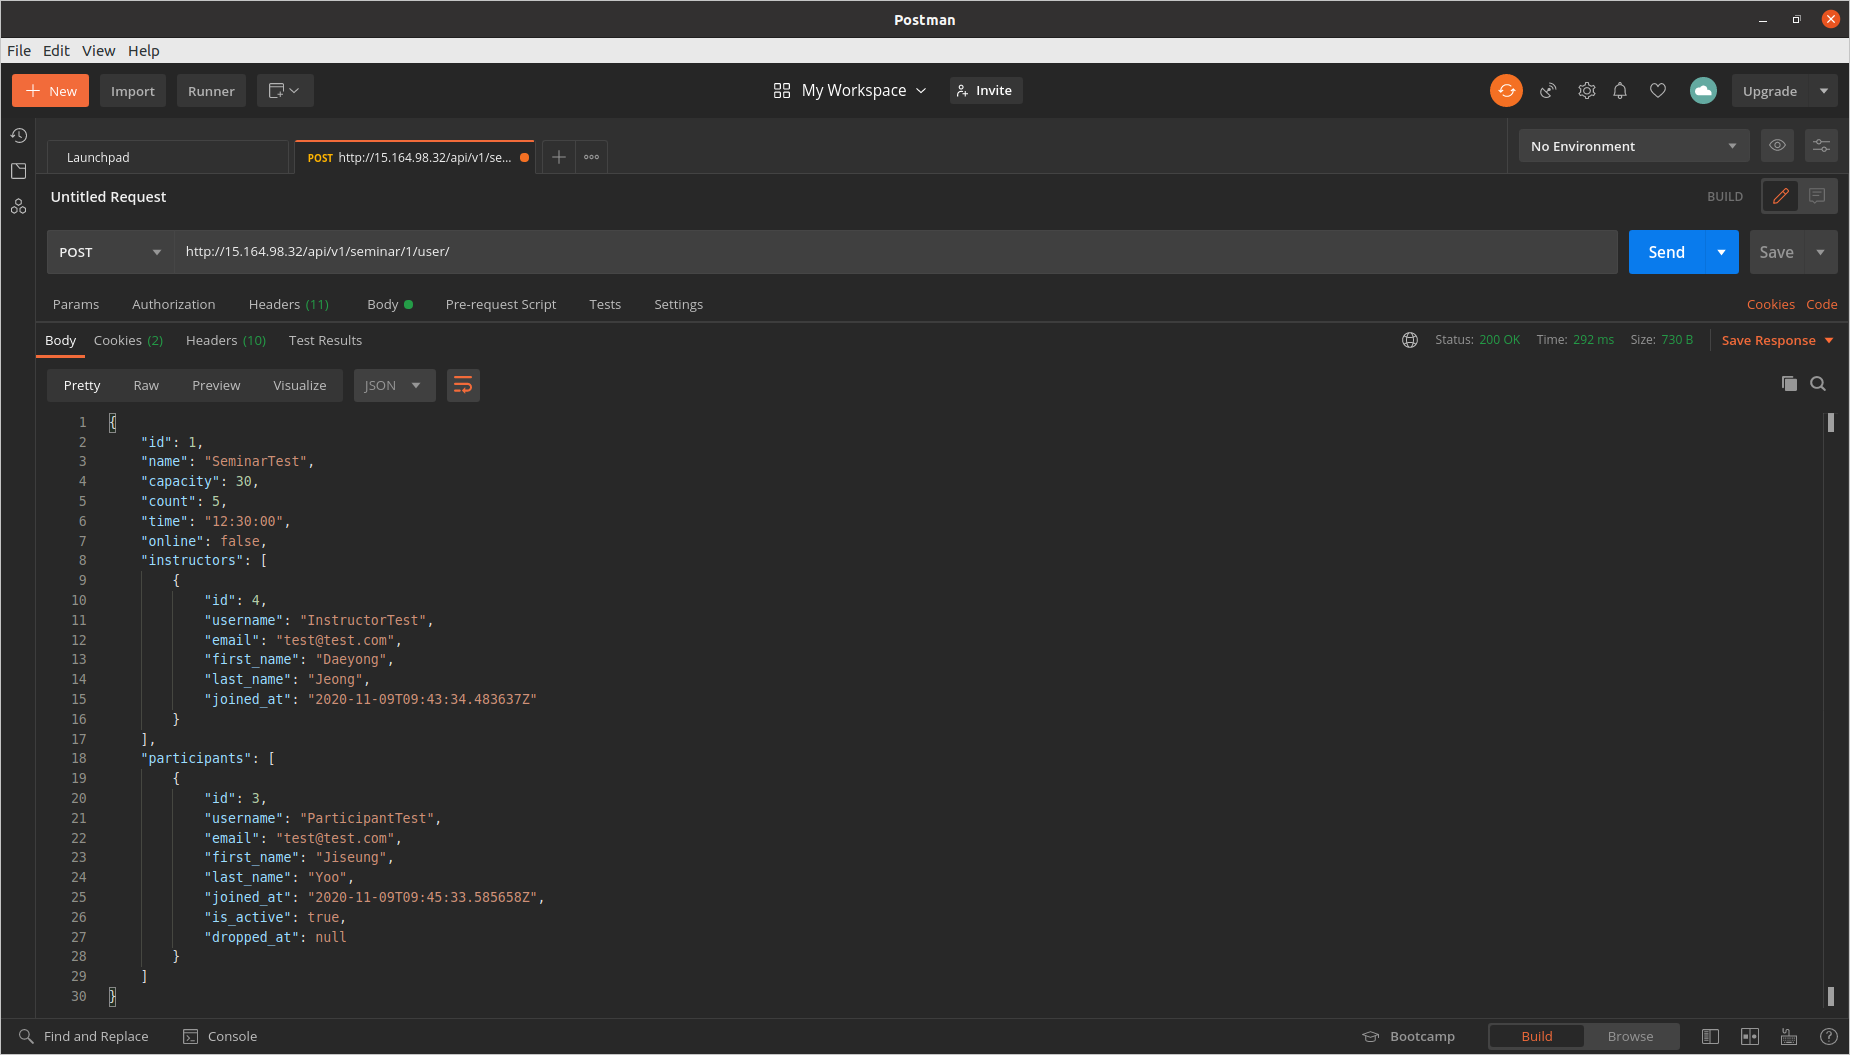 Postman
File Edit View Help
New Import Runner My Workspace Invite Upgrade
Launchpad POST http://15.164.98.32/api/v1/se... No Environment
Untitled Request BUILD
POST http://15.164.98.32/api/v1/seminar/1/user/ Send Save
Params Authorization Headers (11) Body Pre-request Script Tests Settings Cookies Code
Body Cookies (2) Headers (10) Test Results Status: 200 OK Time: 292 ms Size: 730 B Save Response
Pretty Raw Preview Visualize JSON
1 {
2 "id": 1,
3 "name": "SeminarTest",
4 "capacity": 30,
5 "count": 5,
6 "time": "12:30:00",
7 "online": false,
8 "instructors": [
9 {
10 "id": 4,
11 "username": "InstructorTest",
12 "email": "test@test.com",
13 "first_name": "Daeyong",
14 "last_name": "Jeong",
15 "joined_at": "2020-11-09T09:43:34.483637Z"
16 }
17 ],
18 "participants": [
19 {
20 "id": 3,
21 "username": "ParticipantTest",
22 "email": "test@test.com",
23 "first_name": "Jiseung",
24 "last_name": "Yoo",
25 "joined_at": "2020-11-09T09:45:33.585658Z",
26 "is_active": true,
27 "dropped_at": null
28 }
29 ]
30 }
Find and Replace Console Bootcamp Build Browse